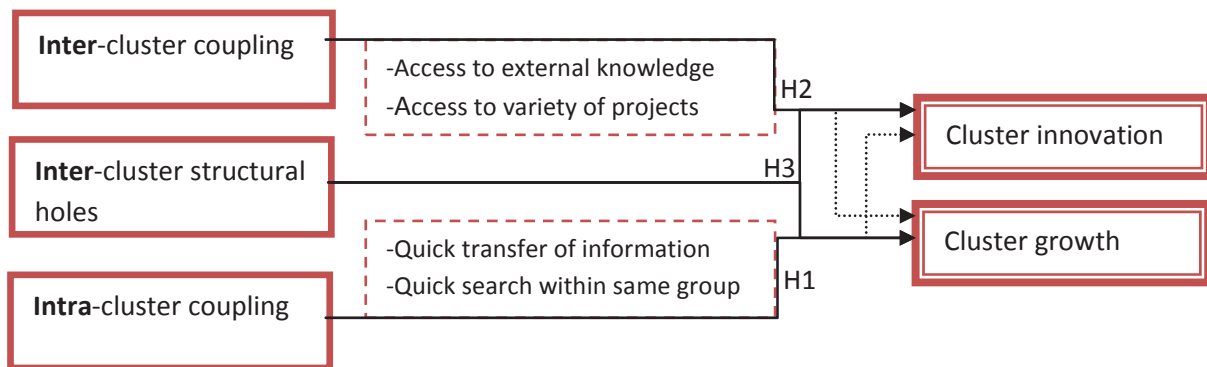 Inter-cluster coupling
-Access to external knowledge
-Access to variety of projects
H2
Cluster innovation
Inter-cluster structural
holes
H3
-Quick transfer of information
-Quick search within same group
H1
Cluster growth
Intra-cluster coupling